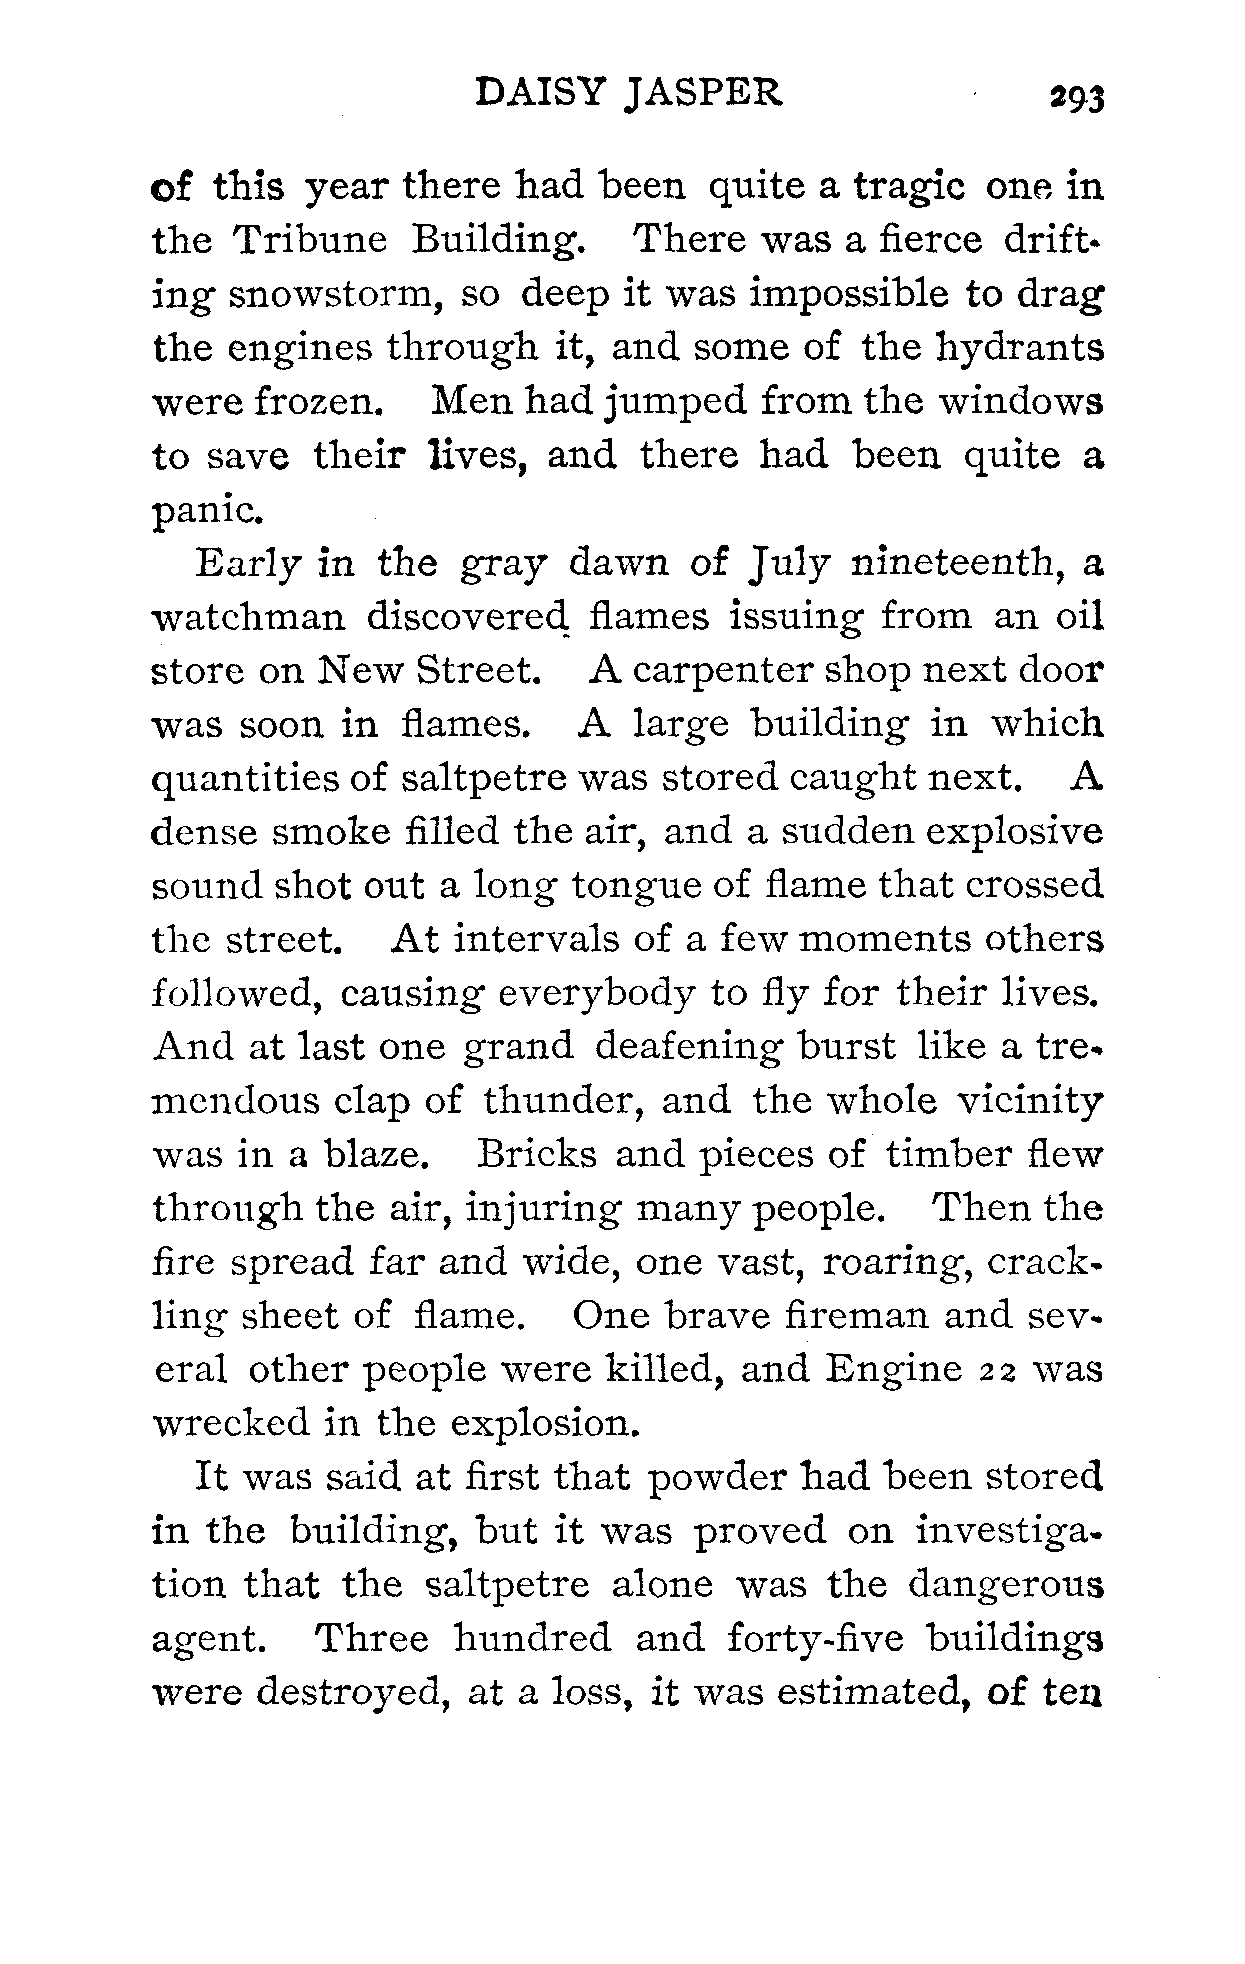 DAISY JASPER 293
of this year there had been quite a tragic one in
the Tribune Building. There was a fierce drift-
ing snowstorm, so deep it was impossible to drag
the engines through it, and some of the hydrants
were frozen. Men had jumped from the windows
to save their lives, and there had been quite a
panic.
Early in the gray dawn of July nineteenth, a
watchman discovered flames issuing from an oil
store on New Street. A carpenter shop next door
was soon in flames. A large building in which
quantities of saltpetre was stored caught next. A
dense smoke filled the air, and a sudden explosive
sound shot out a long tongue of flame that crossed
the street. At intervals of a few moments others
followed, causing everybody to fly for their lives.
And at last one grand deafening burst like a tre-
mendous clap of thunder, and the whole vicinity
was in a blaze. Bricks and pieces of timber flew
through the air, injuring many people. Then the
fire spread far and wide, one vast, roaring, crack-
ling sheet of flame. One brave fireman and sev-
eral other people were killed, and Engine 22 was
wrecked in the explosion.
It was said at first that powder had been stored
in the building, but it was proved on investiga-
tion that the saltpetre alone was the dangerous
agent. Three hundred and forty-five buildings
were destroyed, at a loss, it was estimated, of ten